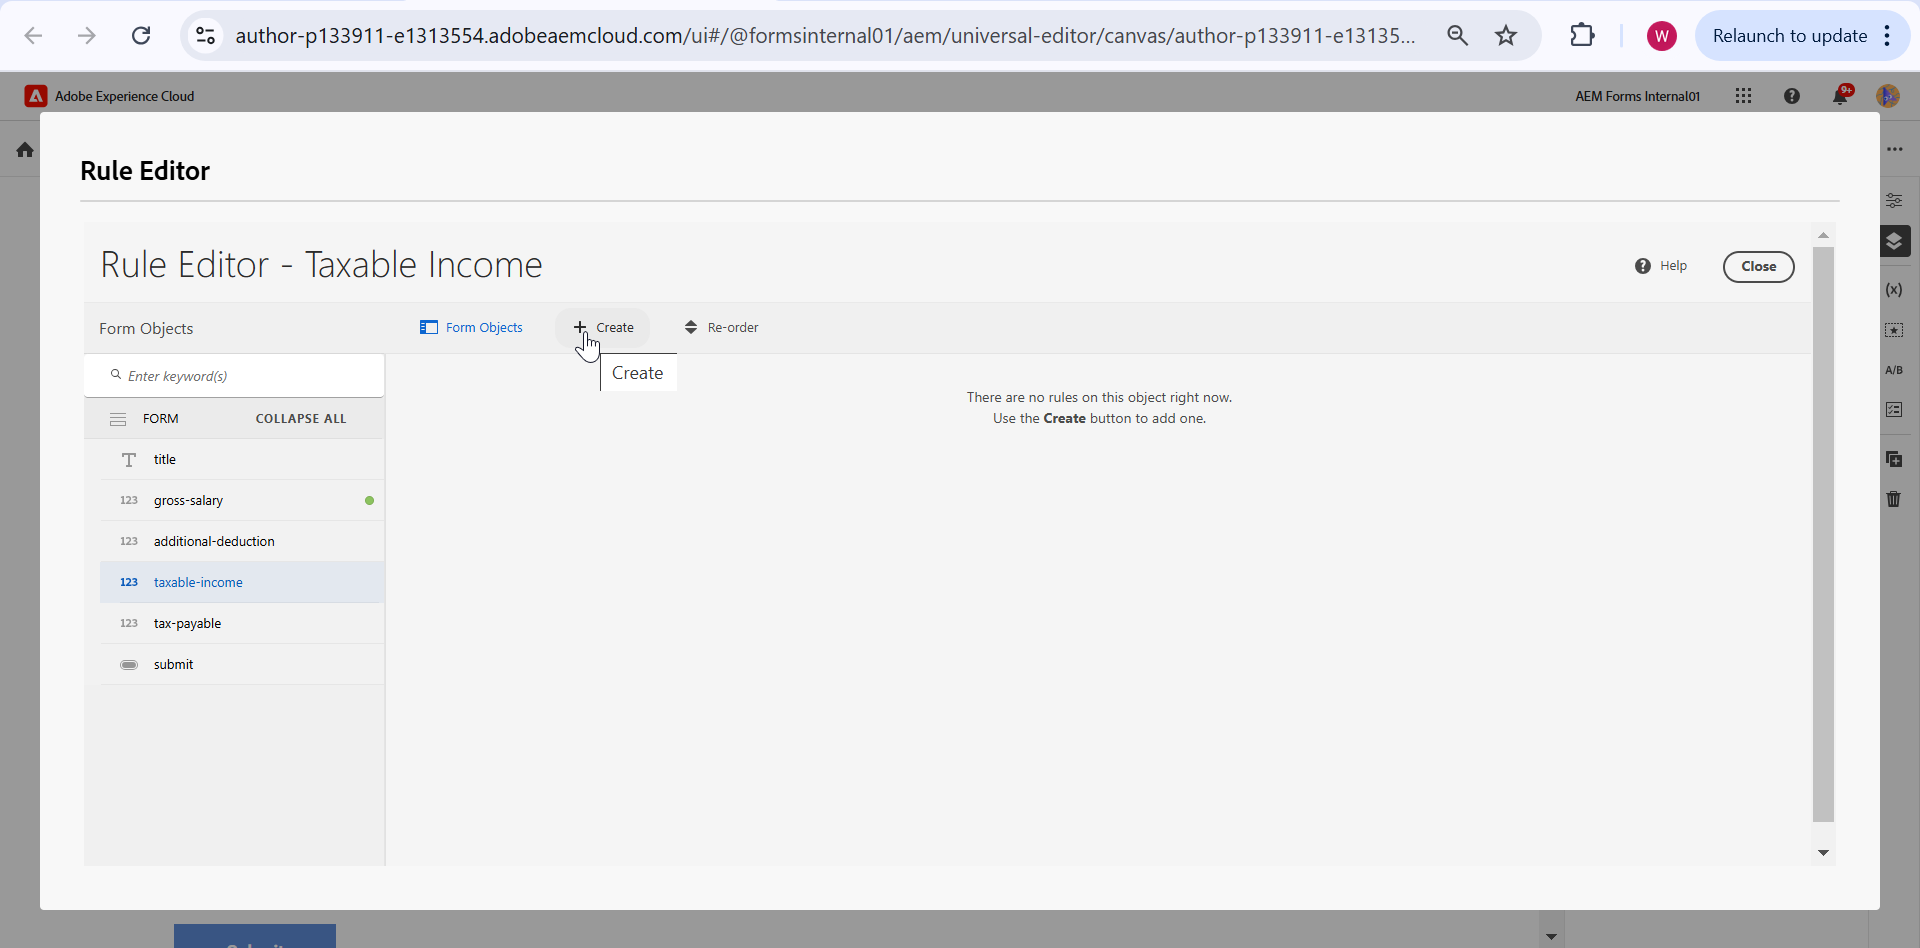 author-p133911-e1313554.adobeaemcloud.com/ui#/@formsinternal01/aem/universal-editor/canvas/author-p133911-e13135...
W
Relaunch to update
Adobe Experience Cloud
AEM Forms Internal01
9+
Rule Editor
Rule Editor - Taxable Income
Help
Close
Form Objects
Form Objects
Create
Re-order
Enter keyword(s)
Create
There are no rules on this object right now.
Use the Create button to add one.
FORM
COLLAPSE ALL
title
123 gross-salary
123 additional-deduction
123 taxable-income
123 tax-payable
submit
(x)
A/B